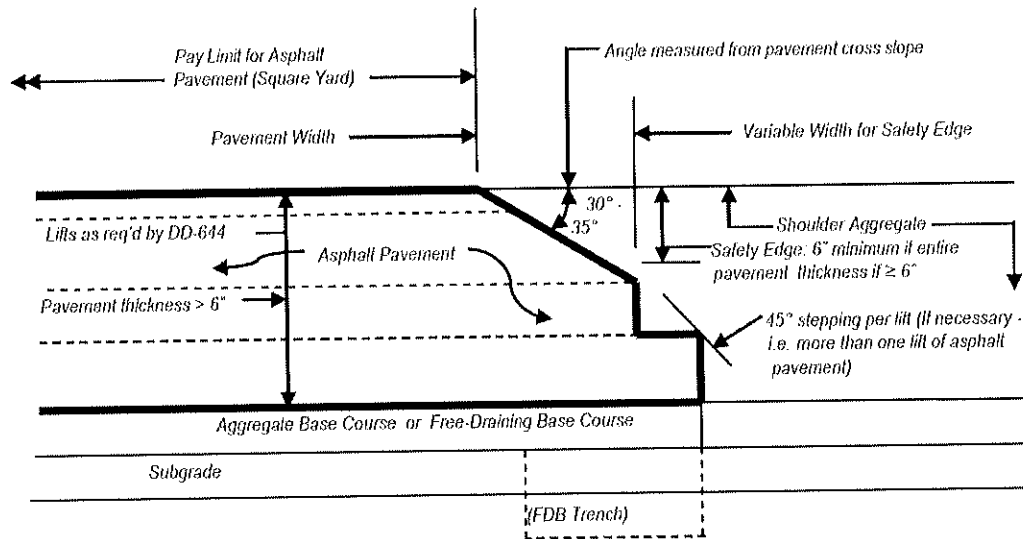 Pay Limit for Asphall
Pavement (Square Yard)
Angle measured from pavement cross slope
Pavement Width
Variable Width for Safety Edge
30° -
35°
Lifts as req'd by DD-644
Shoulder Aggregate
Safety Edge: 6" minimum if entire
pavement thickness if ≥ 6"
Asphall Pavement
Pavement thickness > 6"
45° stepping per lift (If necessary -
i.e. more than one lift of asphalt
pavement)
Aggregate Base Course or Free-Draining Base Course
Subgrade
(FDB Trench)